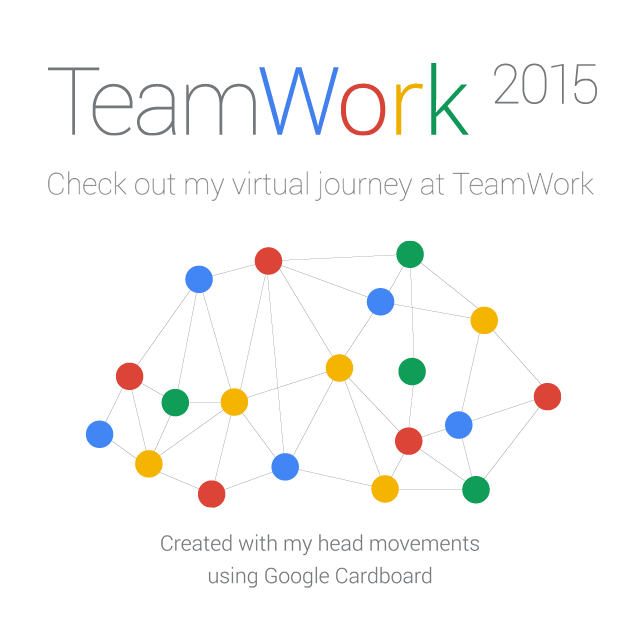 TeamWork 2015
Check out my virtual journey at TeamWork
Created with my head movements
using Google Cardboard